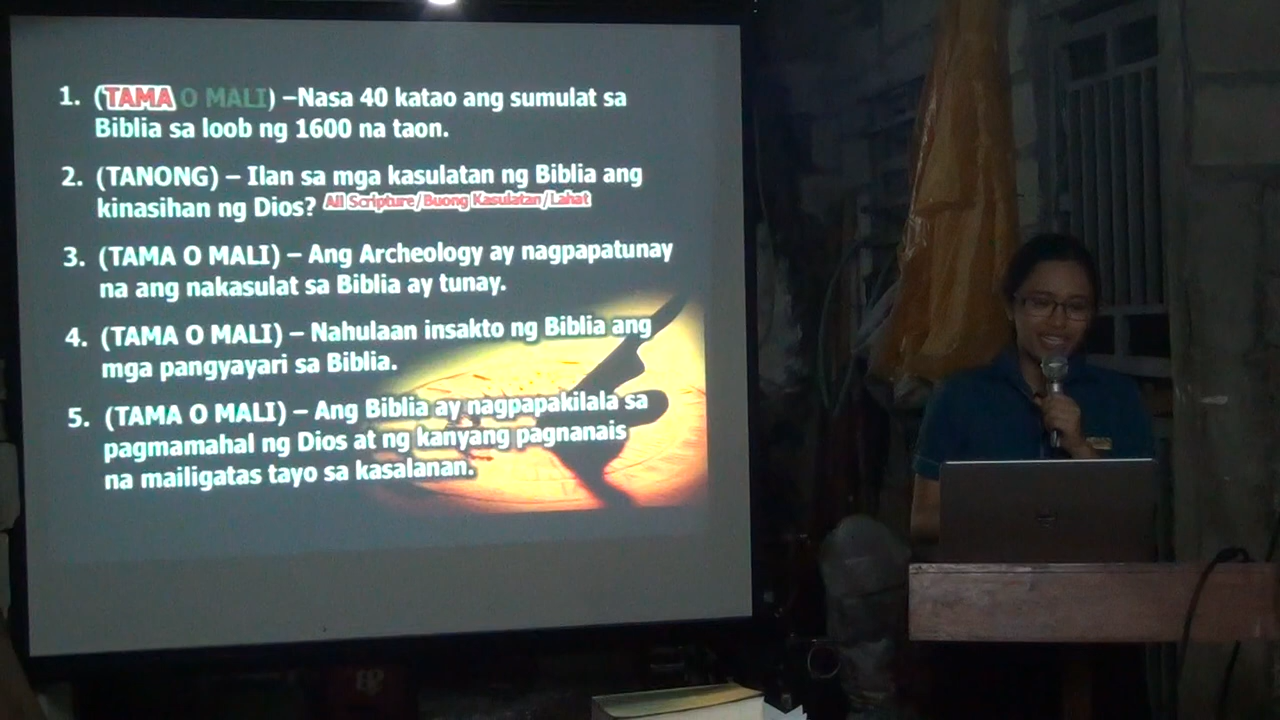 1. (TAMA O MALI) –Nasa 40 katao ang sumulat sa
Biblia sa loob ng 1600 na taon.
2. (TANONG) – Ilan sa mga kasulatan ng Biblia ang
kinasihan ng Dios? All Scripture/Buong Kasulatan/Lahat
3. (TAMA O MALI) – Ang Archeology ay nagpapatunay
na ang nakasulat sa Biblia ay tunay.
4. (TAMA O MALI) – Nahulaan insakto ng Biblia ang
mga pangyayari sa Biblia.
5. (TAMA O MALI) – Ang Biblia ay nagpapakilala sa
pagmamahal ng Dios at ng kanyang pagnanais
na mailigatas tayo sa kasalanan.